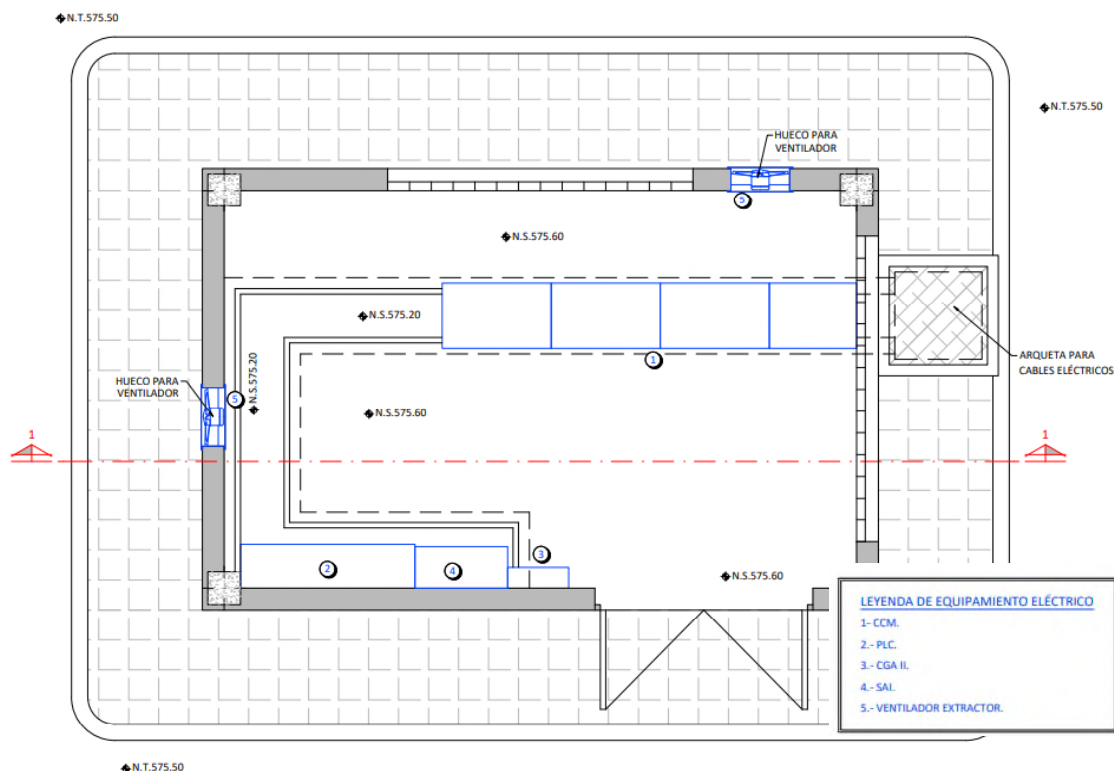 N.T.575.50
N.T.575.50
HUECO PARA
VENTILADOR
5
N.S.575.60
N.S.575.20
1
ARQUETA PARA
CABLES ELÉCTRICOS
HUECO PARA
VENTILADOR
5
N.S.575.20
N.S.575.60
1
1
3
2
4
N.S.575.60
LEYENDA DE EQUIPAMIENTO ELÉCTRICO
1- CCM.
2.- PLC.
3.- CGA II.
4.- SAI.
5.- VENTILADOR EXTRACTOR.
N.T.575.50